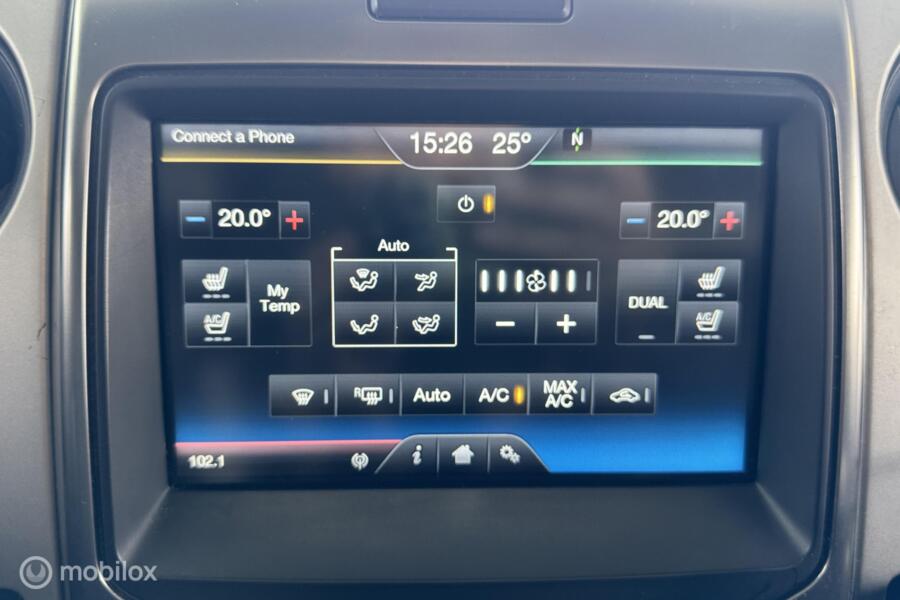 Connect a Phone
15:26 25° N
20.0°
20.0°
Auto
My
Temp
A/C
DUAL
A/C
R
Auto
A/C
MAX
A/C
102.1
i
mobilox